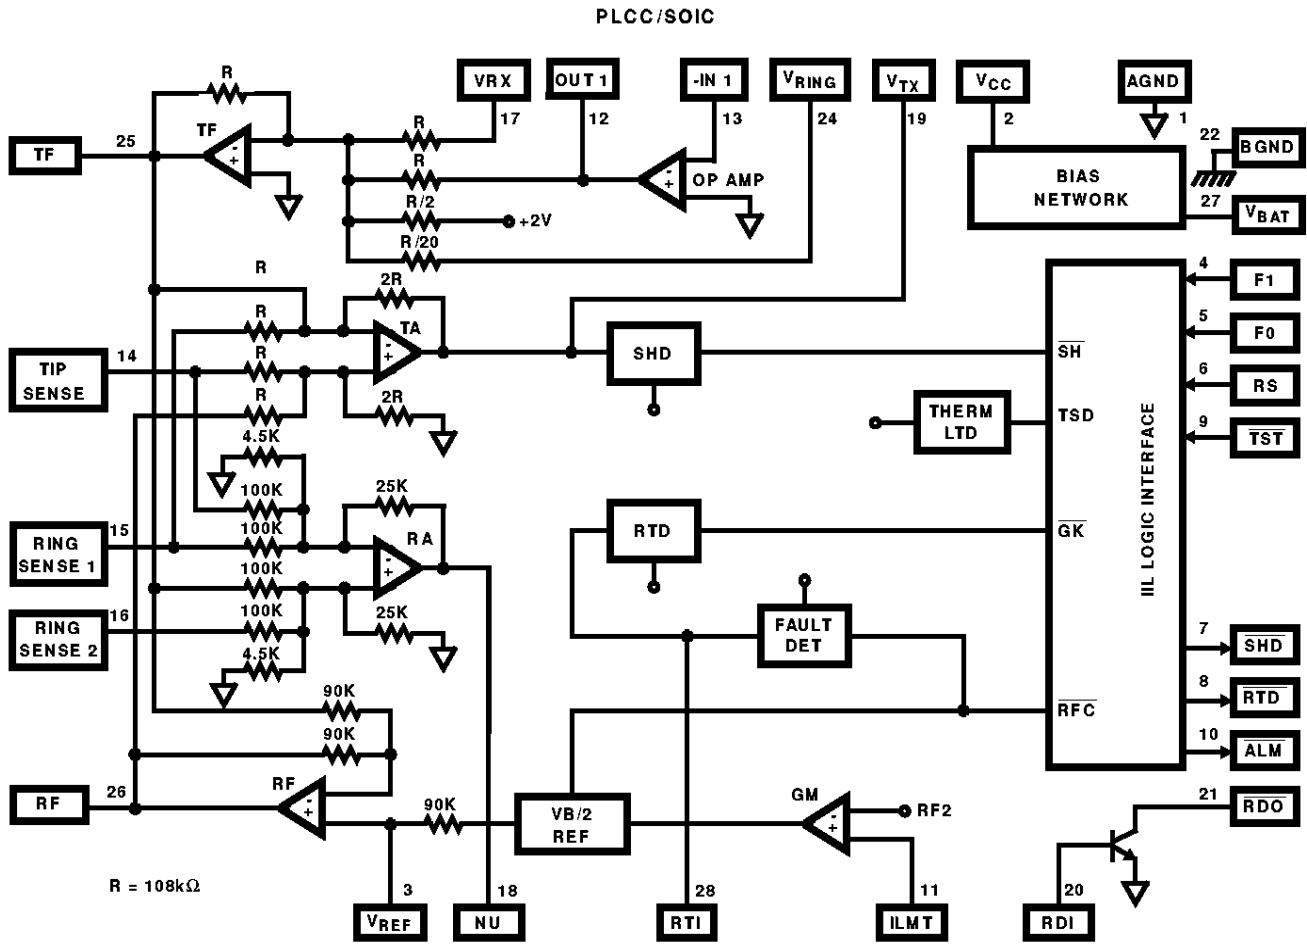 PLCC/SOIC
R
VRX
OUT 1
-IN 1
VRING
VTX
VCC
AGND
17
12
13
24
19
2
1
TF
25
TF
R
R
R/2
+2V
R/20
OP AMP
BIAS
NETWORK
22
BGND
27
VBAT
R
2R
R
TA
TIP
SENSE
14
R
R
2R
SHD
SH
THERM
LTD
TSD
IIL LOGIC INTERFACE
4
F1
5
F0
6
RS
9
TST
4.5K
100K
25K
RING
SENSE 1
15
100K
RA
RTD
GK
100K
RING
SENSE 2
16
100K
25K
4.5K
FAULT
DET
7
SHD
8
RTD
10
ALM
RFC
90K
90K
RF
26
RF
90K
VB/2
REF
GM
RF2
21
RDO
R = 108kΩ
3
18
28
11
20
VREF
NU
RTI
ILMT
RDI
- + - + - + - + - + - +